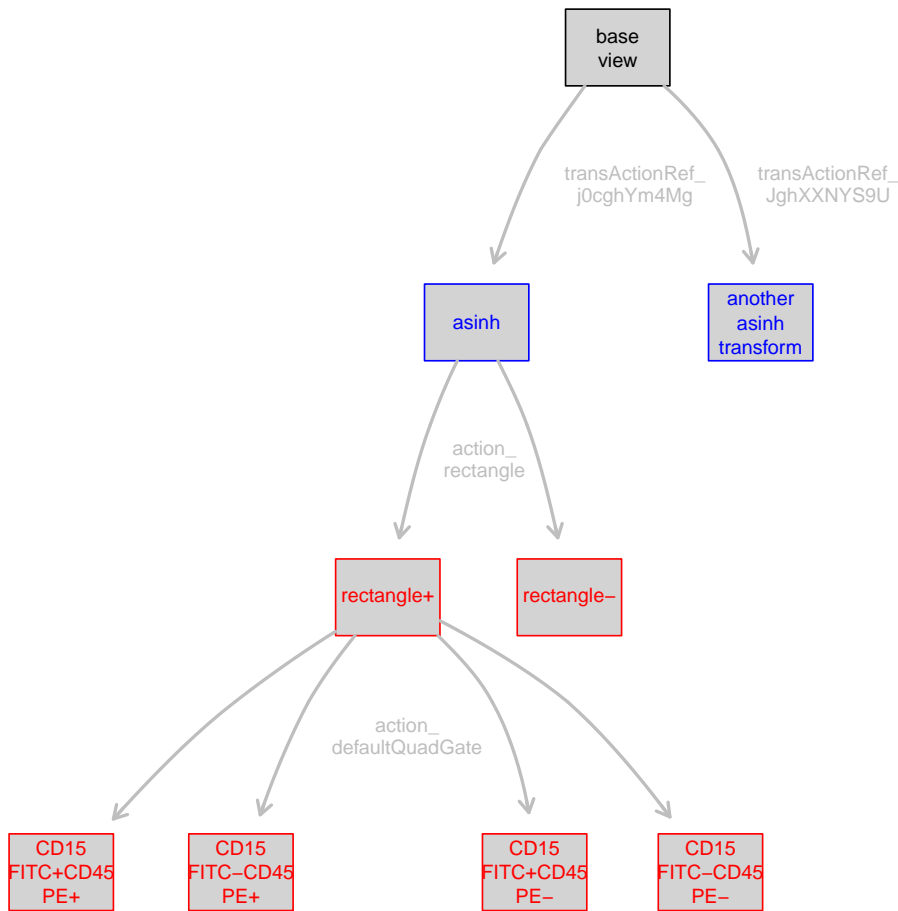 base
view
transActionRef_
j0cghYm4Mg
transActionRef_
JghXXNYS9U
asinh
another
asinh
transform
action_
rectangle
rectangle+
rectangle−
action_
defaultQuadGate
CD15
FITC+CD45
PE+
CD15
FITC−CD45
PE+
CD15
FITC+CD45
PE−
CD15
FITC−CD45
PE−